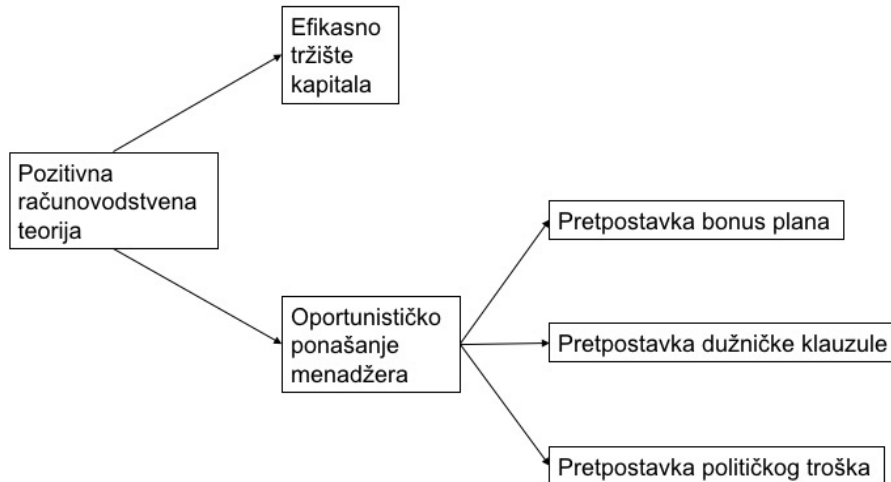 Efikasno
tržište
kapitala
Pozitivna
računovodstvena
teorija
Oportunističko
ponašanje
menadžera
Pretpostavka bonus plana
Pretpostavka dužničke klauzule
Pretpostavka političkog troška